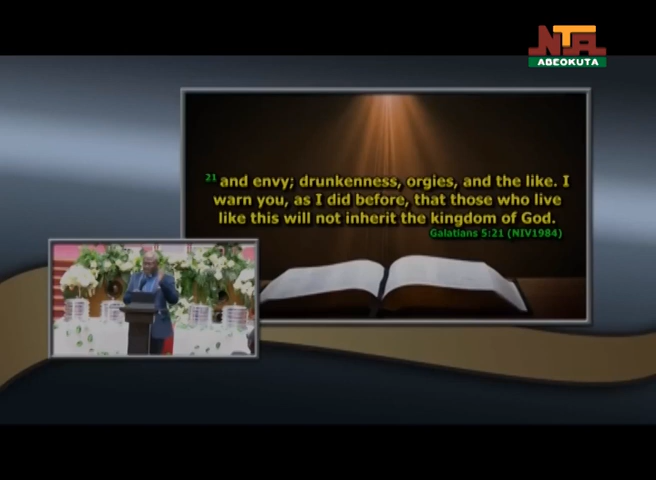 NTA
ABEOKUTA
21 and envy; drunkenness, orgies, and the like. I
warn you, as I did before, that those who live
like this will not inherit the kingdom of God.
Galatians 5:21 (NIV1984)